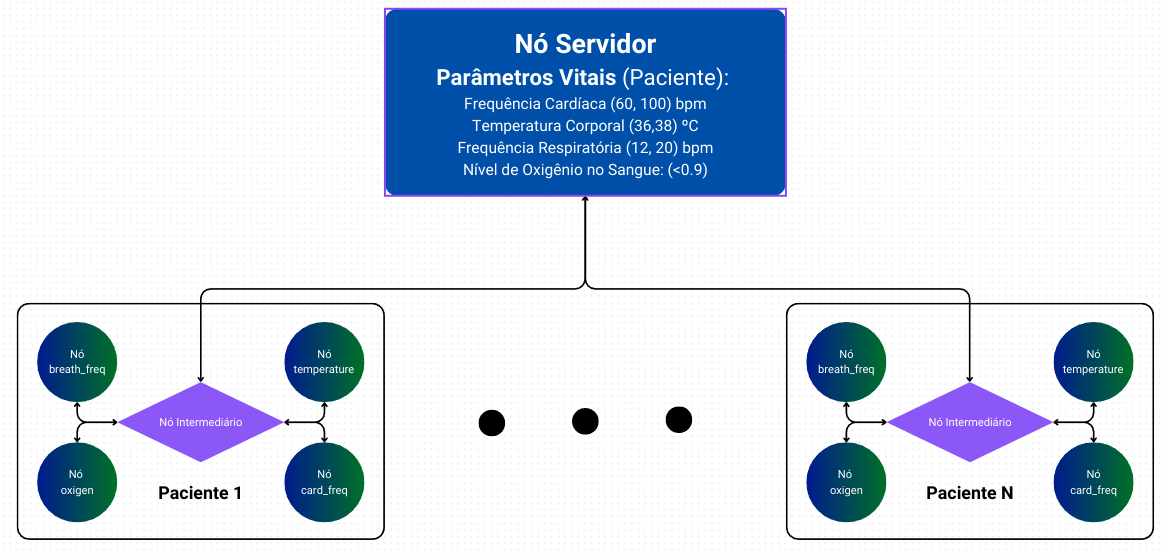 Nó Servidor
Parâmetros Vitais (Paciente):
Frequência Cardíaca (60, 100) bpm
Temperatura Corporal (36,38) ºC
Frequência Respiratória (12, 20) bpm
Nível de Oxigênio no Sangue: (<0.9)
Nó
breath_freq
Nó
temperature
Nó Intermediário
Nó
oxigen
Nó
card_freq
Paciente 1
Nó
breath_freq
Nó
temperature
Nó Intermediário
Nó
oxigen
Nó
card_freq
Paciente N